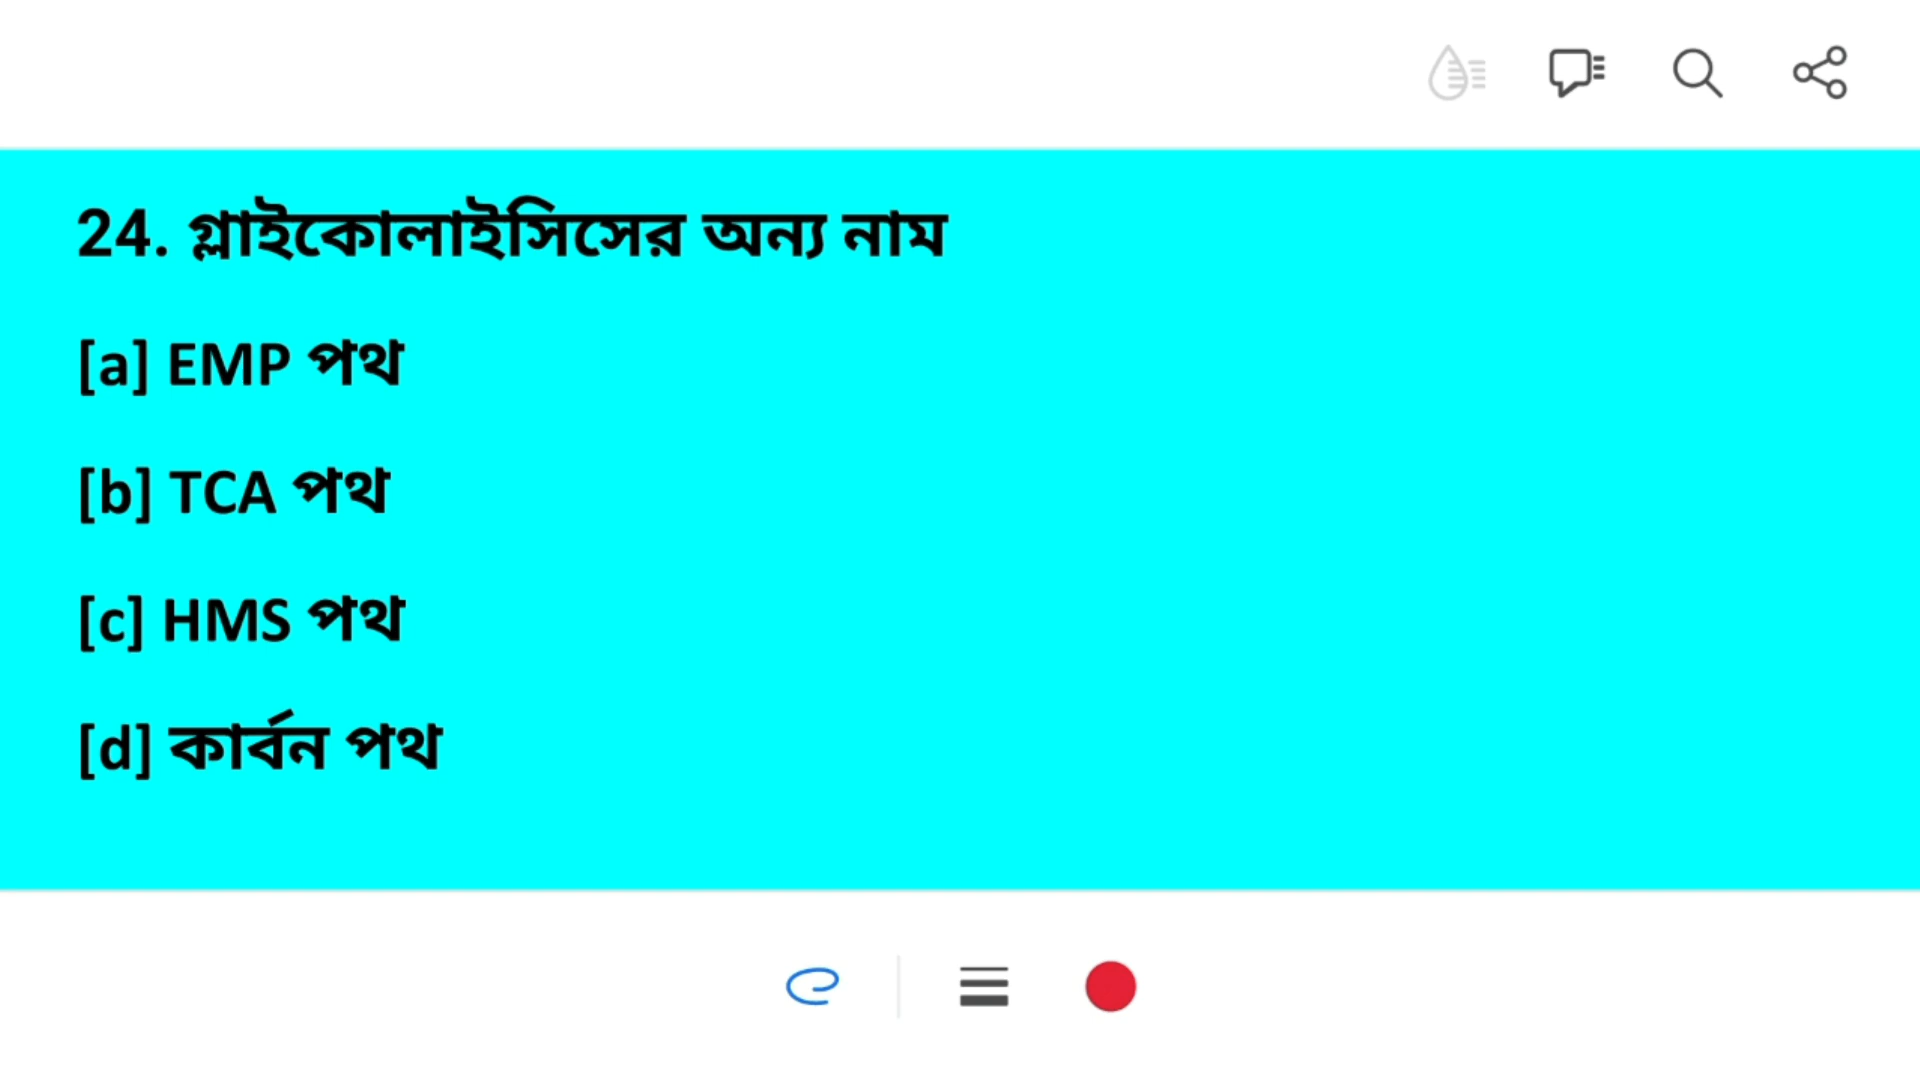 24. গ্লাইকোলাইসিসের অন্য নাম
[a] EMP পথ
[b] TCA পথ
[c] HMS পথ
[d] কার্বন পথ